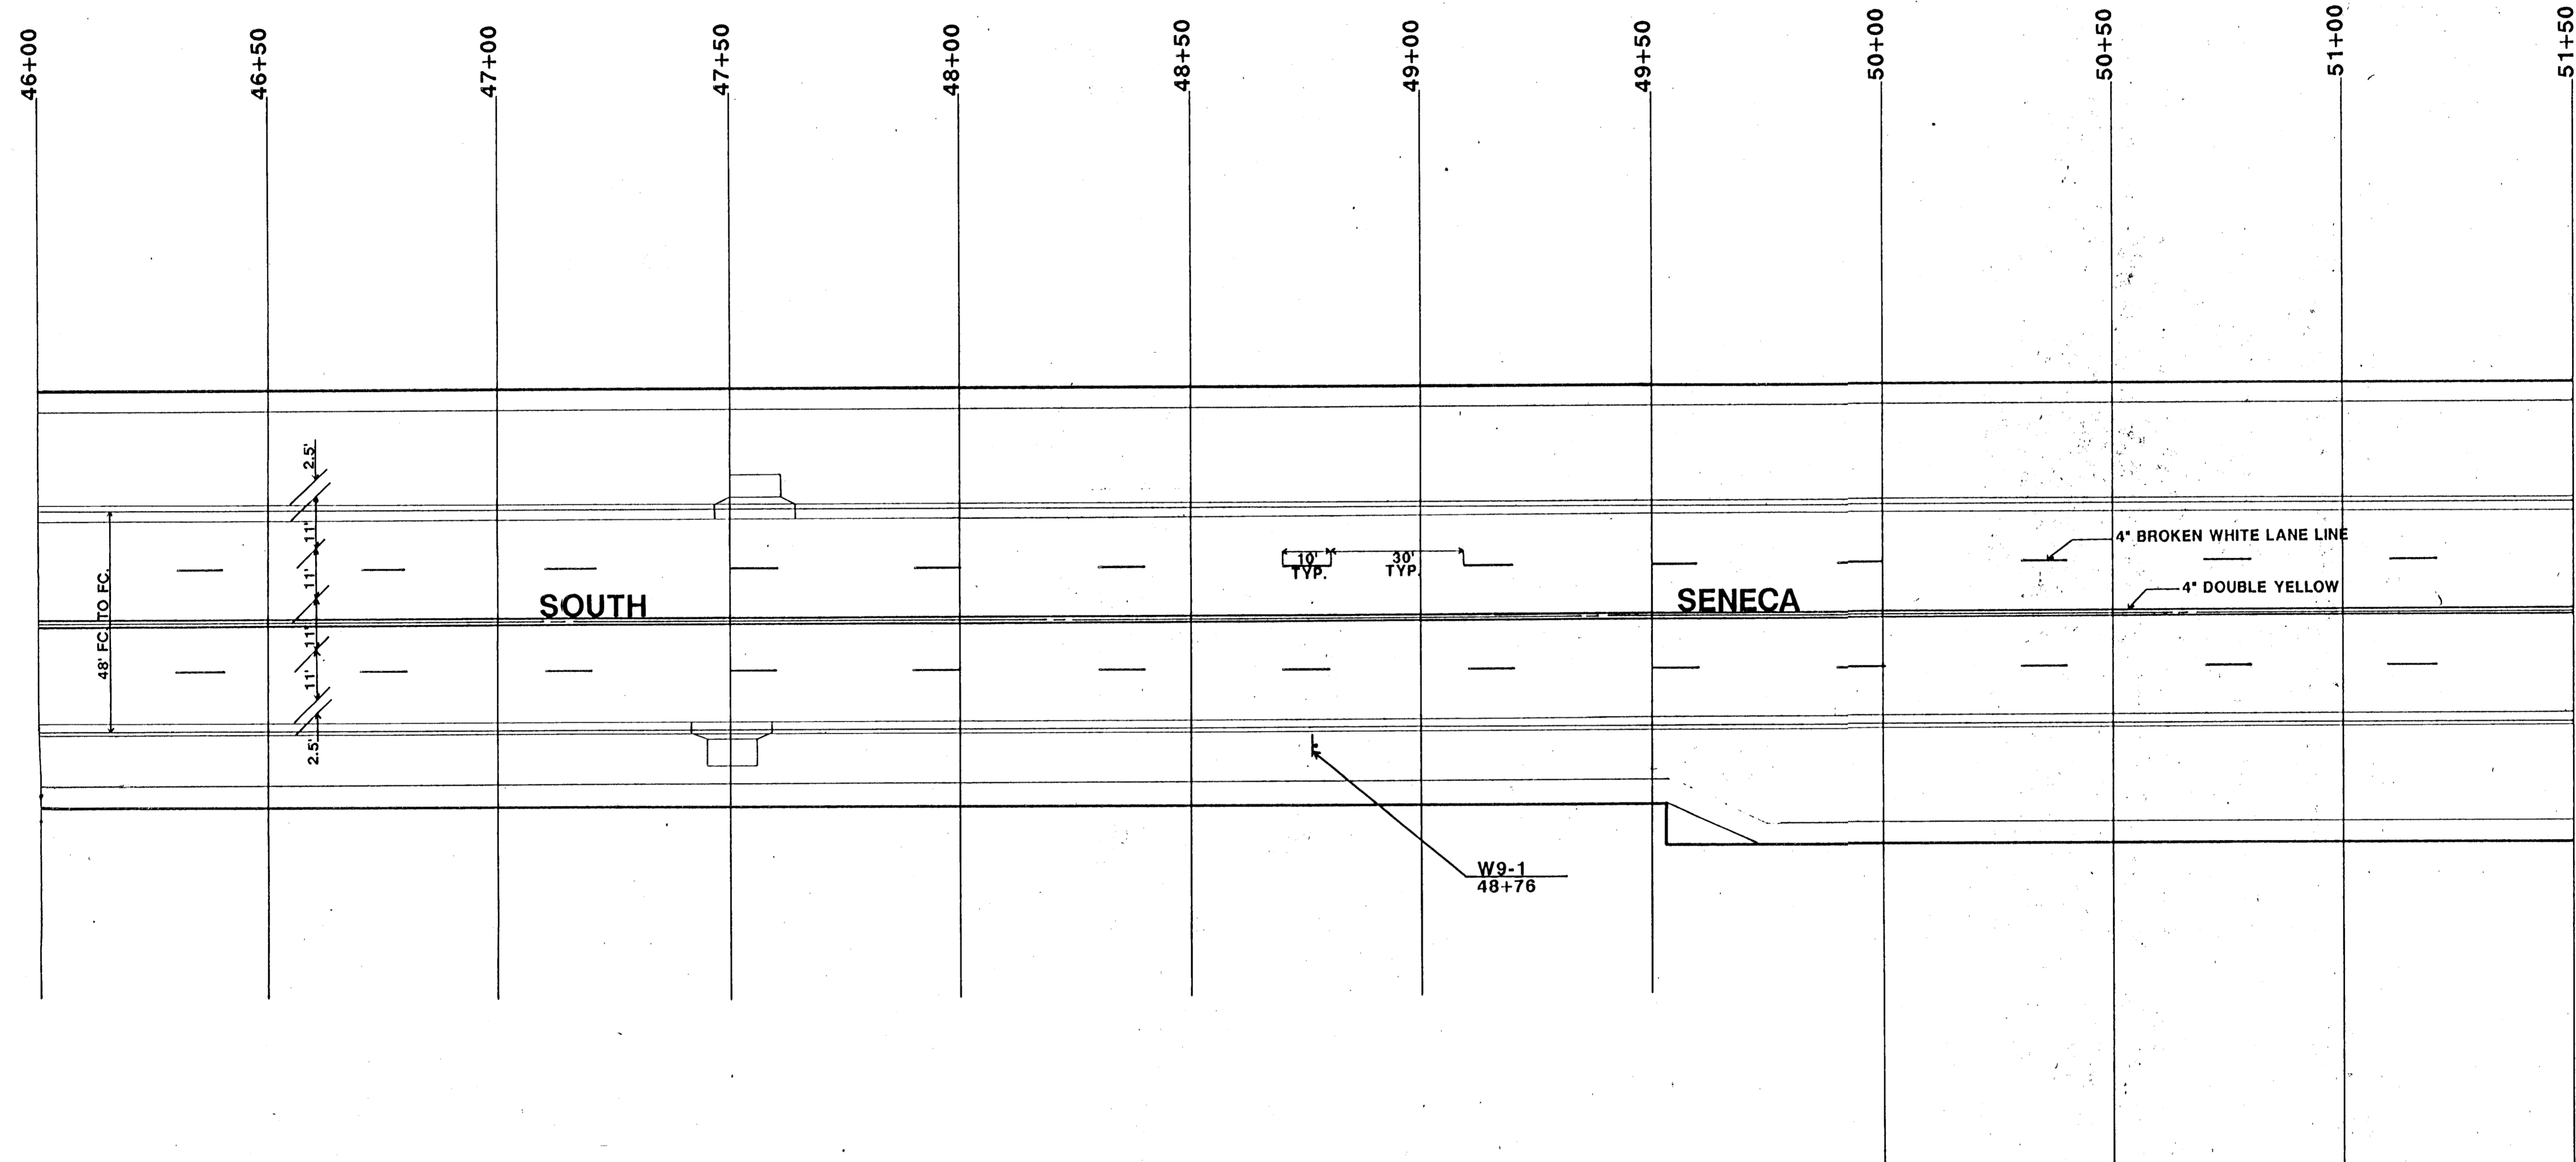 46+00
46+50
47+00
47+50
48+00
48+50
49+00
49+50
50+00
50+50
51+00
51+50
2.5'
11'
11'
11'
11'
2.5'
48' FC. TO FC.
10'
TYP.
30'
TYP.
4" BROKEN WHITE LANE LINE
4" DOUBLE YELLOW
SOUTH
SENECA
W9-1
48+76